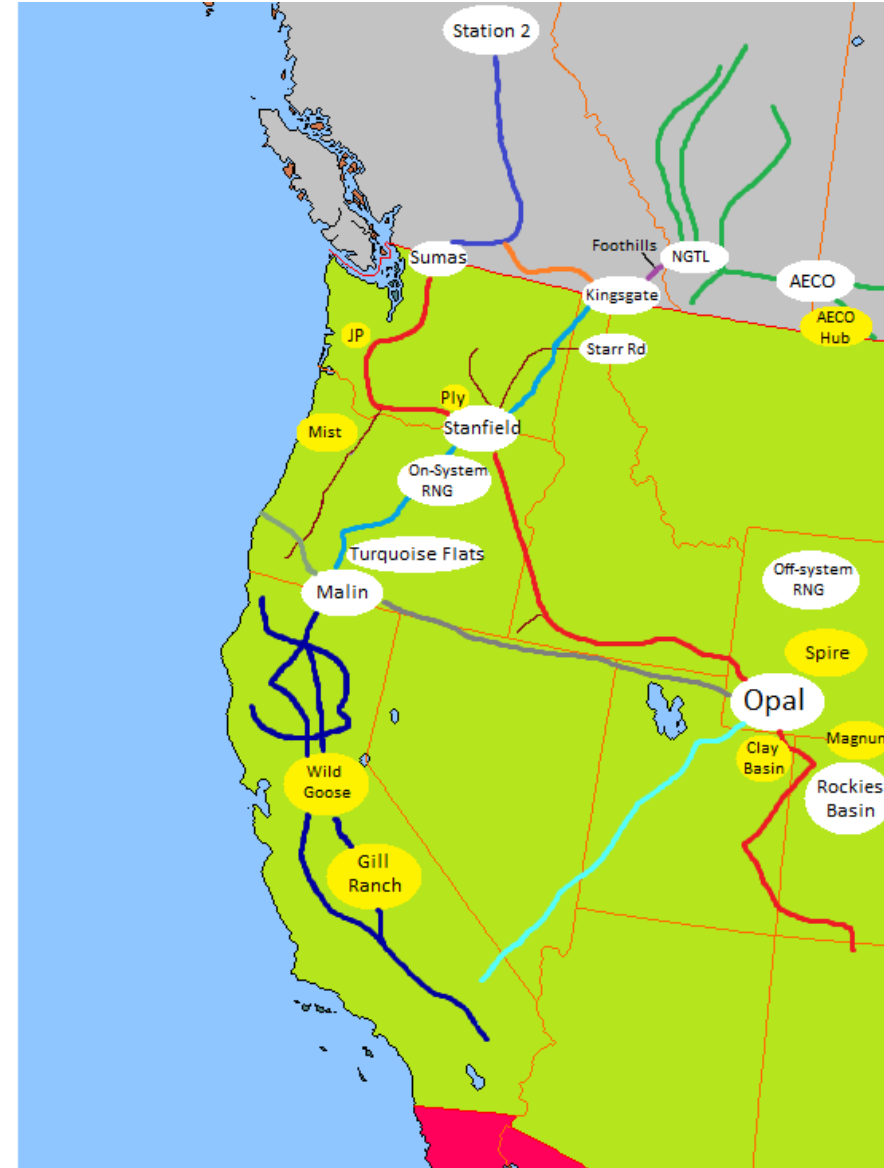 Station 2
Sumas
Foothills
NGTL
AECO
Kingsgate
AECO
Hub
JP
Starr Rd
Ply
Mist
Stanfield
On-System
RNG
Turquoise Flats
Malin
Off-system
RNG
Spire
Opal
Magnum
Clay
Basin
Rockies
Basin
Wild
Goose
Gill
Ranch